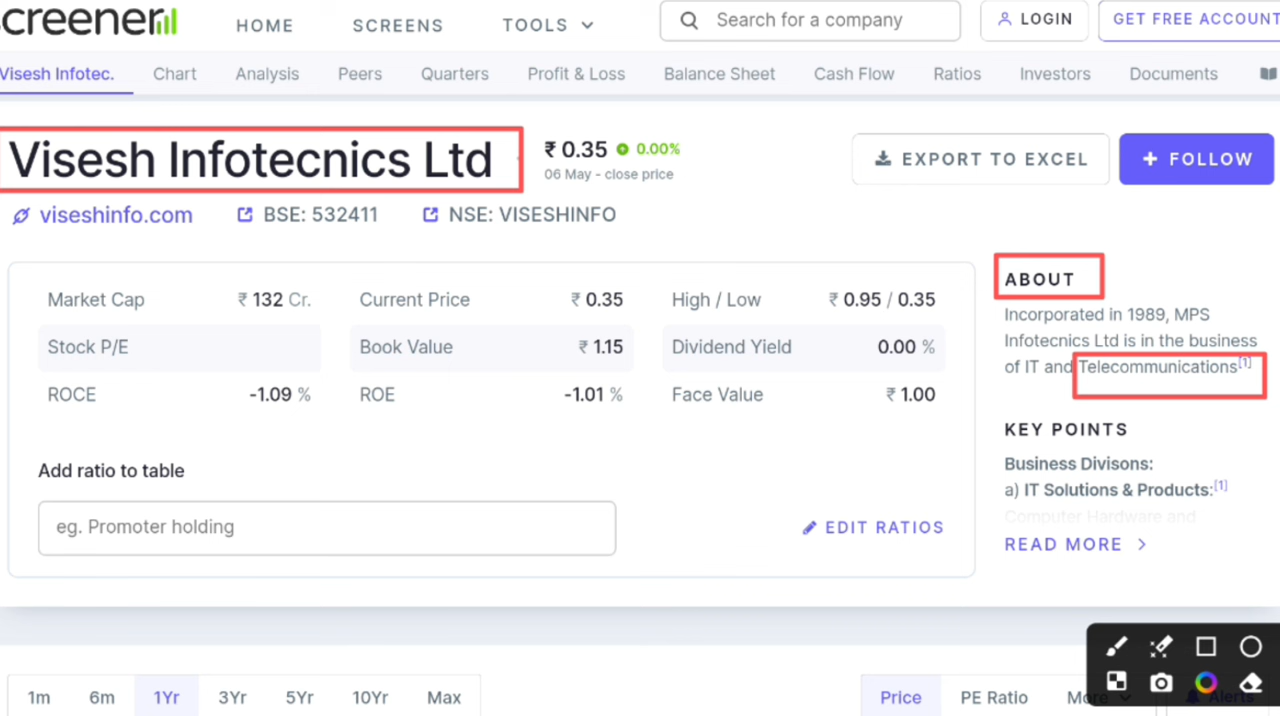 screener
HOME SCREENS TOOLS
Search for a company
LOGIN
GET FREE ACCOUNT
Visesh Infotec. Chart Analysis Peers Quarters Profit & Loss Balance Sheet Cash Flow Ratios Investors Documents
Visesh Infotecnics Ltd
₹ 0.35 0.00%
06 May - close price
EXPORT TO EXCEL
+ FOLLOW
viseshinfo.com BSE: 532411 NSE: VISESHINFO
Market Cap ₹ 132 Cr. Current Price ₹ 0.35 High / Low ₹ 0.95 / 0.35
Stock P/E Book Value ₹ 1.15 Dividend Yield 0.00 %
ROCE -1.09 % ROE -1.01 % Face Value ₹ 1.00
Add ratio to table
eg. Promoter holding
EDIT RATIOS
ABOUT
Incorporated in 1989, MPS
Infotecnics Ltd is in the business
of IT and Telecommunications[1]
KEY POINTS
Business Divisons:
a) IT Solutions & Products:[1]
Computer Hardware and
READ MORE
1m 6m 1Yr 3Yr 5Yr 10Yr Max
Price PE Ratio More Alerts